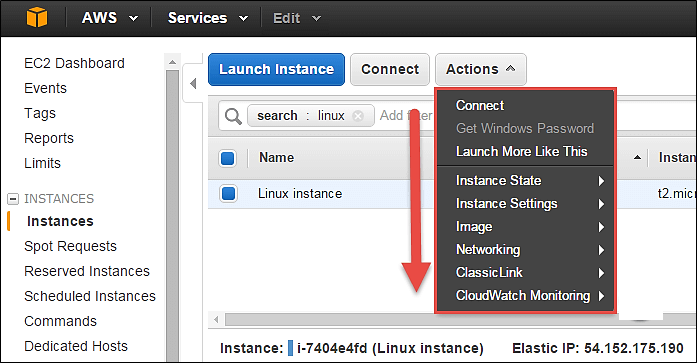 AWS Services Edit
EC2 Dashboard
Events
Tags
Reports
Limits
INSTANCES
Instances
Spot Requests
Reserved Instances
Scheduled Instances
Commands
Dedicated Hosts
Launch Instance Connect Actions
search : linux Add filter
Name Instan
Linux instance t2.micr
Connect
Get Windows Password
Launch More Like This
Instance State
Instance Settings
Image
Networking
ClassicLink
CloudWatch Monitoring
Instance: i-7404e4fd (Linux instance) Elastic IP: 54.152.175.190